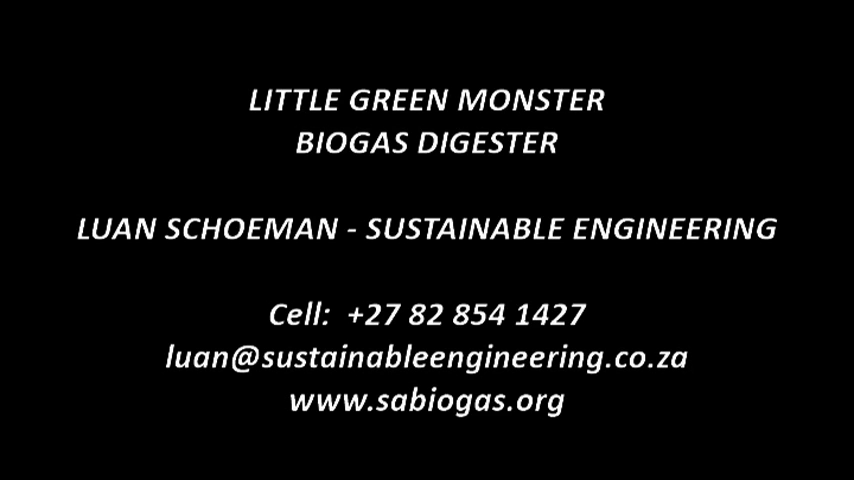 LITTLE GREEN MONSTER
BIOGAS DIGESTER
LUAN SCHOEMAN - SUSTAINABLE ENGINEERING
Cell:  +27 82 854 1427
luan@sustainableengineering.co.za
www.sabiogas.org